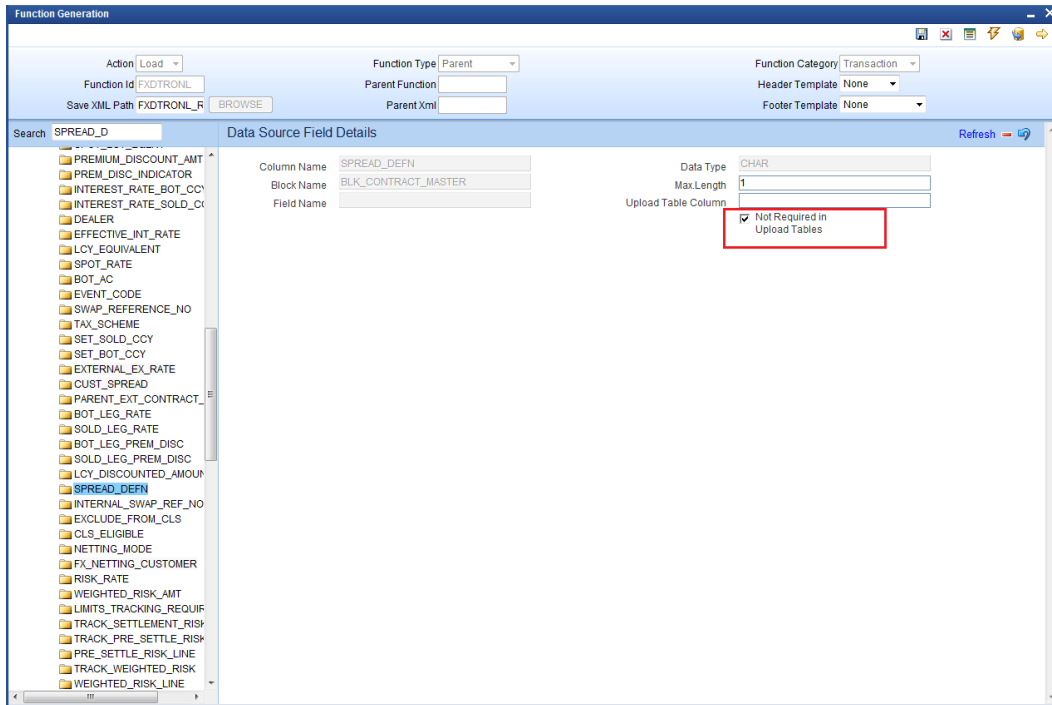 Function Generation
Action Load
Function Type Parent
Function Category Transaction
Function Id FXDTRONL
Parent Function
Header Template None
Save XML Path FXDTRONL_R BROWSE
Parent Xml
Footer Template None
Search SPREAD_D
Data Source Field Details
Refresh
PREMIUM_DISCOUNT_AMT
PREM_DISC_INDICATOR
INTEREST_RATE_BOT_CCY
INTEREST_RATE_SOLD_CC
DEALER
EFFECTIVE_INT_RATE
LCY_EQUIVALENT
SPOT_RATE
BOT_AC
EVENT_CODE
SWAP_REFERENCE_NO
TAX_SCHEME
SET_SOLD_CCY
SET_BOT_CCY
EXTERNAL_EX_RATE
CUST_SPREAD
PARENT_EXT_CONTRACT_
BOT_LEG_RATE
SOLD_LEG_RATE
BOT_LEG_PREM_DISC
SOLD_LEG_PREM_DISC
LCY_DISCOUNTED_AMOUN
SPREAD_DEFN
INTERNAL_SWAP_REF_NO
EXCLUDE_FROM_CLS
CLS_ELIGIBLE
NETTING_MODE
FX_NETTING_CUSTOMER
RISK_RATE
WEIGHTED_RISK_AMT
LIMITS_TRACKING_REQUIR
TRACK_SETTLEMENT_RISK
TRACK_PRE_SETTLE_RISK
PRE_SETTLE_RISK_LINE
TRACK_WEIGHTED_RISK
WEIGHTED_RISK_LINE
Column Name SPREAD_DEFN
Data Type CHAR
Block Name BLK_CONTRACT_MASTER
Max.Length 1
Field Name
Upload Table Column
Not Required in
Upload Tables